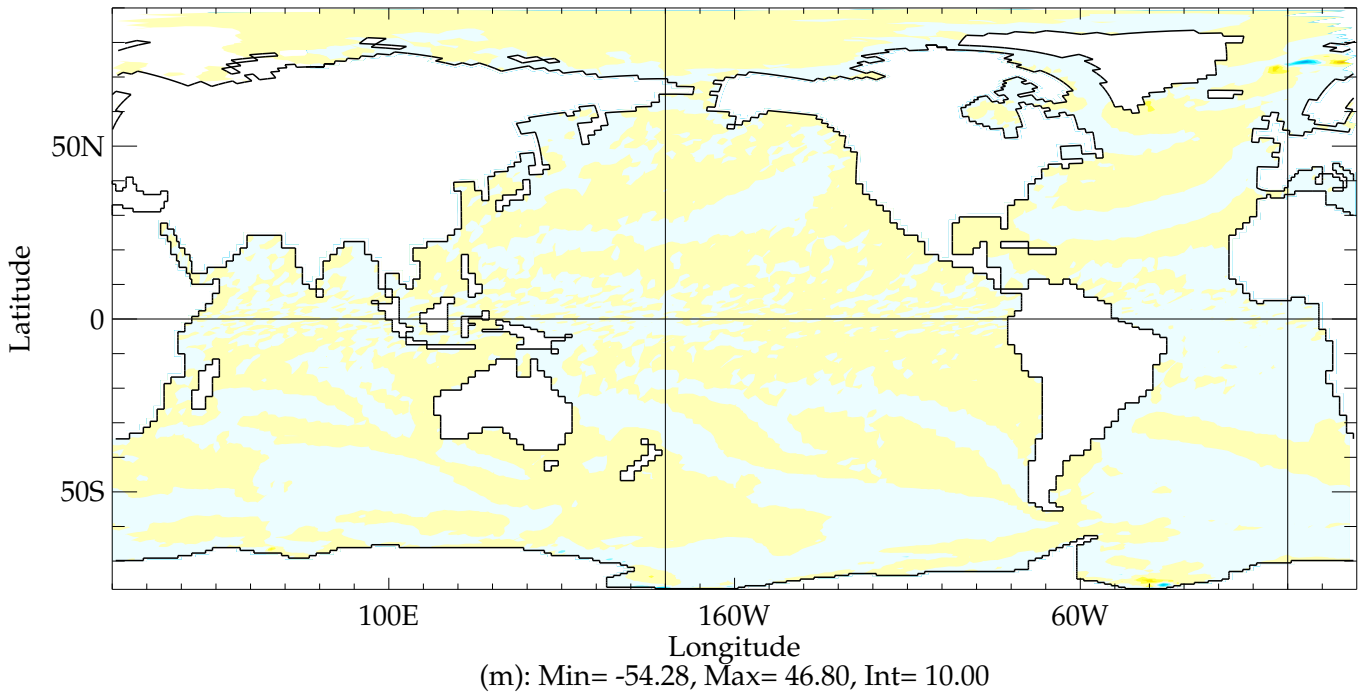 50N
0
50S
Latitude
100E 160W 60W
Longitude
(m): Min= -54.28, Max= 46.80, Int= 10.00